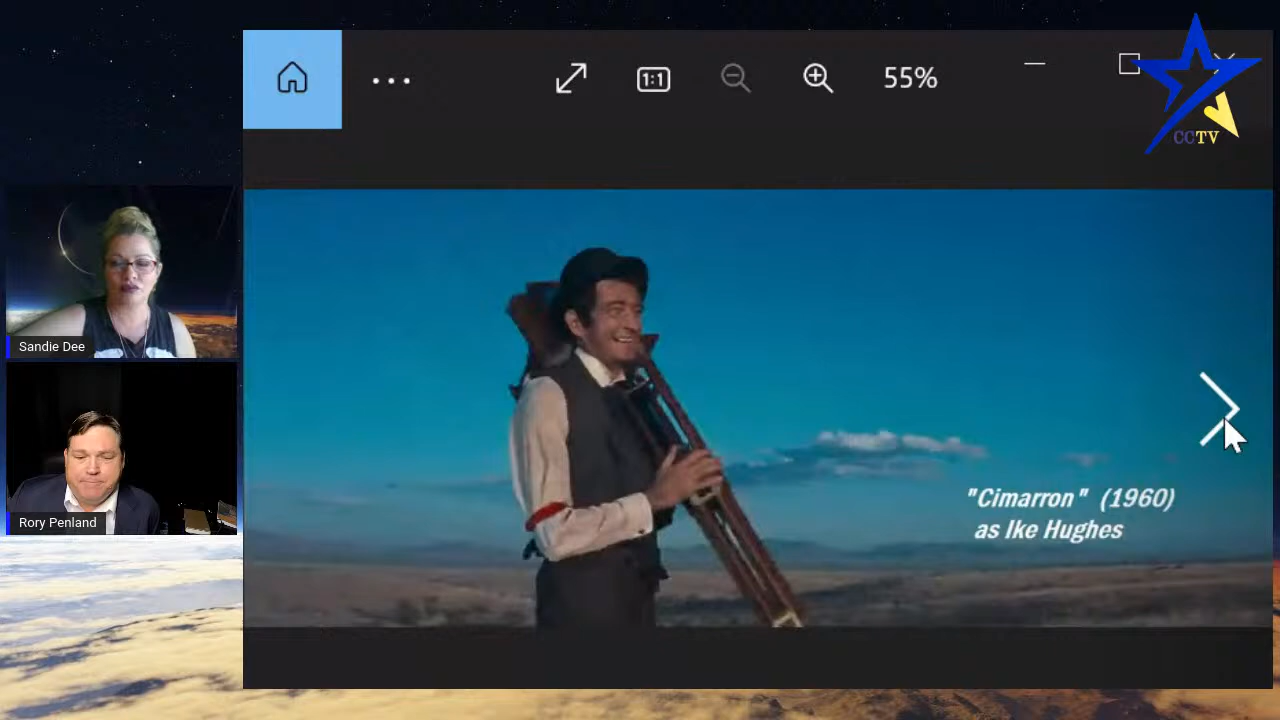 1:1
55%
CCTV
Sandie Dee
Rory Penland
"Cimarron" (1960)
as Ike Hughes